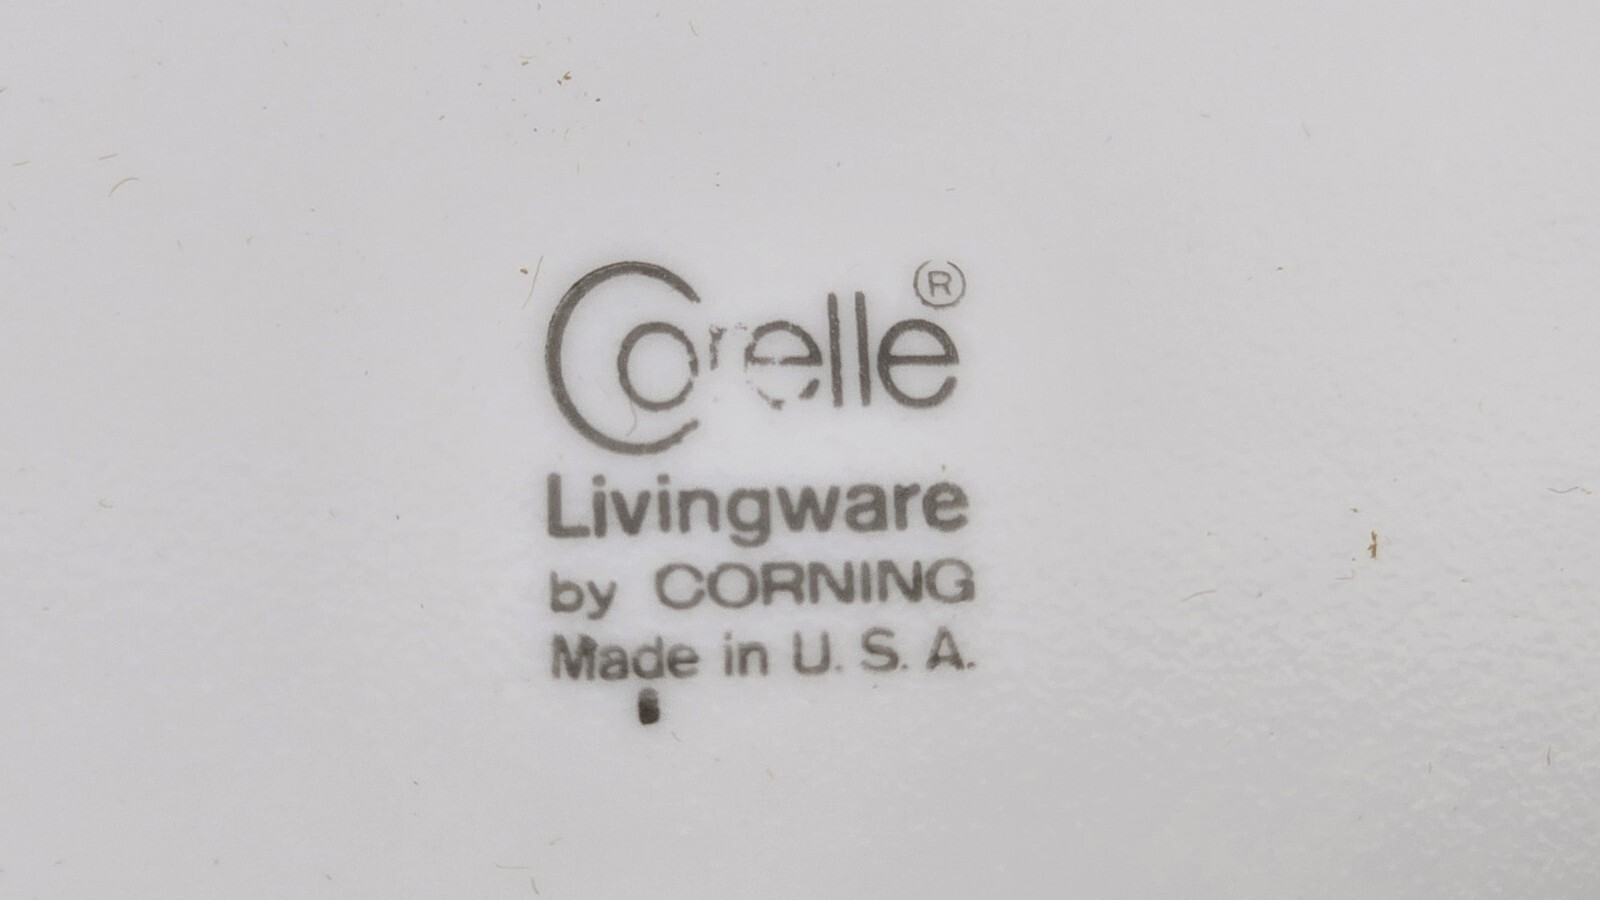 Corelle®
Livingware
by CORNING
Made in U. S. A.